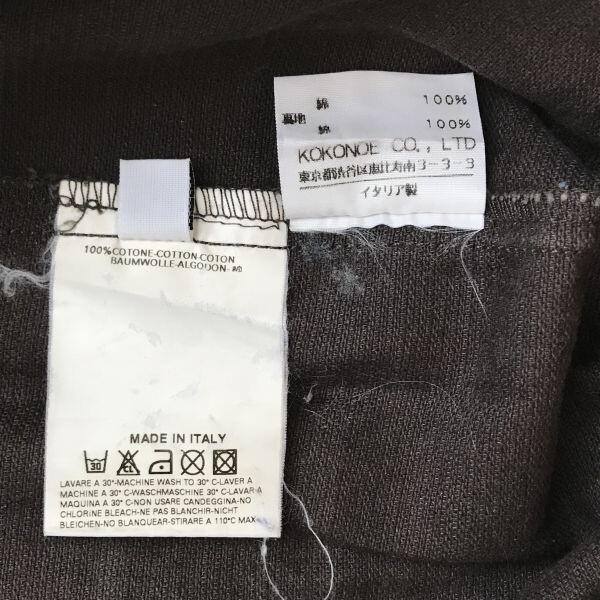 綿 100%
裏地
綿 100%
KOKONOE CO., LTD
東京都渋谷区恵比寿南3-3-3
イタリア製
100%COTONE-COTTON-COTON
BAUMWOLLE-ALGODON-
MADE IN ITALY
30 CL
LAVARE A 30°-MACHINE WASH TO 30° C-LAVER A
MACHINE A 30° C-WASCHMASCHINE 30° C-LAVAR A
MAQUINA A 30° C-NON USARE CANDEGGINA-NO
CHLORINE BLEACH-NE PAS BLANCHIR-NICHT
BLEICHEN-NO BLANQUEAR-STIRARE A 110°C MAX